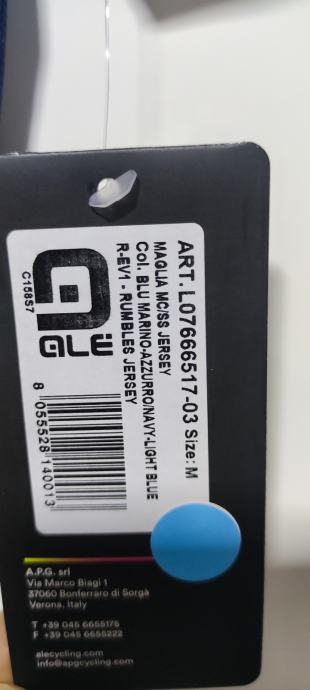 ART. L07666517-03 Size: M
MAGLIA MC/SS JERSEY
Col. BLU MARINO-AZZURRO/NAVY-LIGHT BLUE
R-EV1 - RUMBLES JERSEY
ALÉ
C158S7
8 055528 140013
A.P.G. srl
Via Marco Biagi 1
37060 Bonferraro di Sorgà
Verona, Italy
T +39 045 6655175
F +39 045 6655222
alecycling.com
info@apgcycling.com